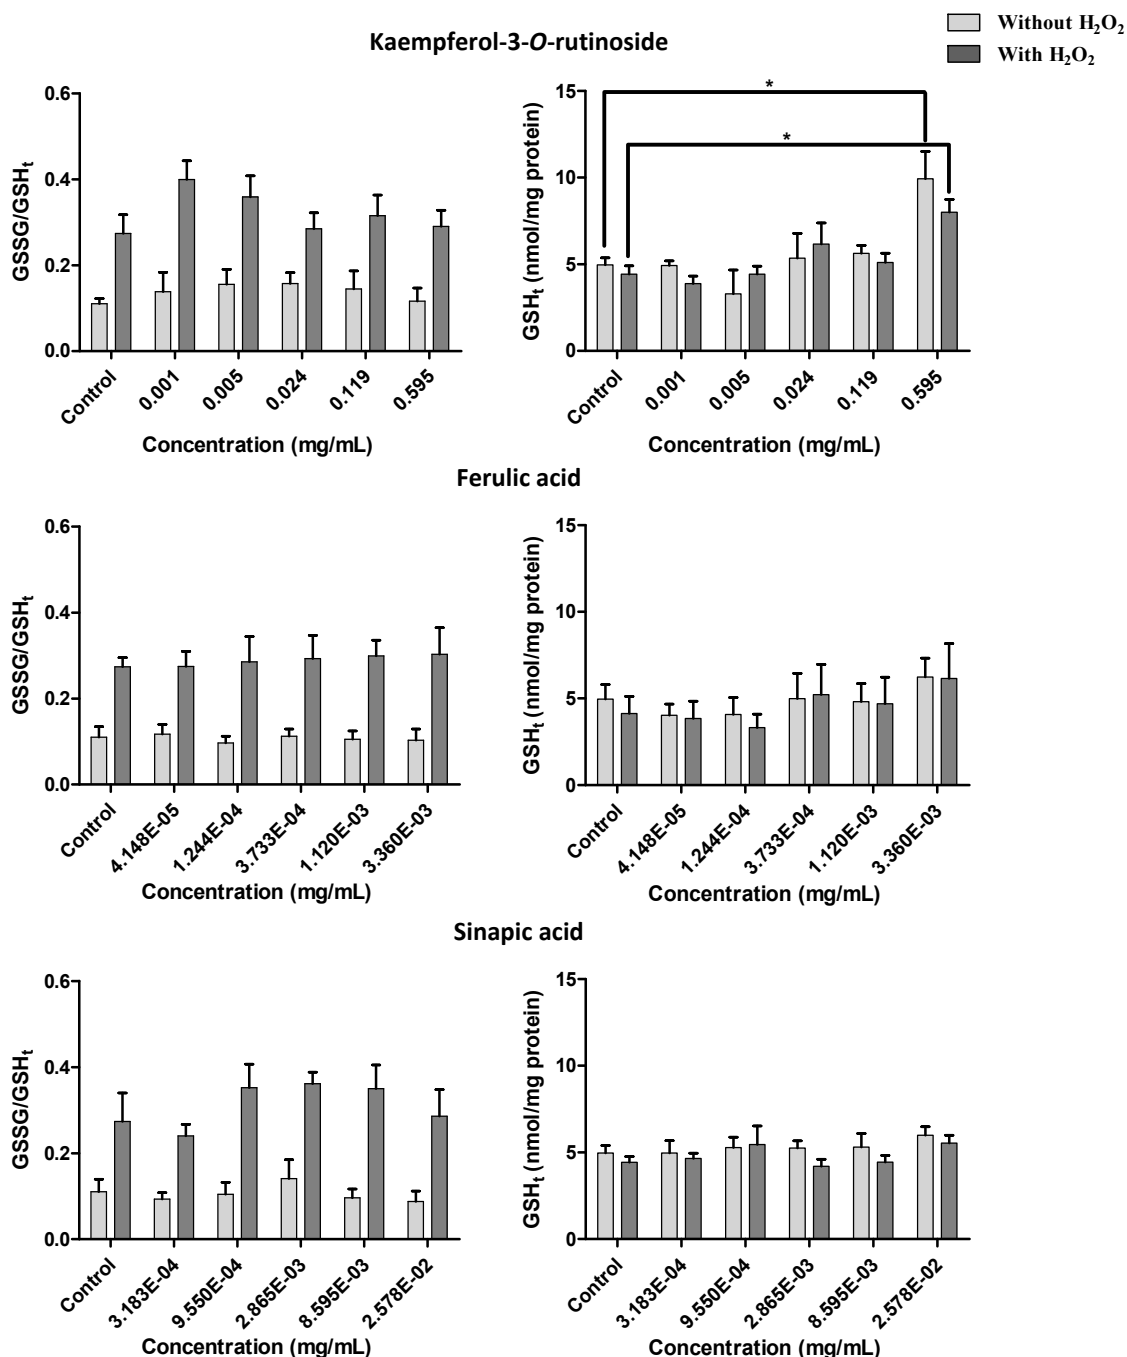 Without H₂O₂
With H₂O₂
Kaempferol-3-O-rutinoside
GSSG/GSHₜ
0.6
0.4
0.2
0.0
Control
0.001
0.005
0.024
0.119
0.595
Concentration (mg/mL)
GSHₜ (nmol/mg protein)
15
10
5
0
*
*
Control
0.001
0.005
0.024
0.119
0.595
Concentration (mg/mL)
Ferulic acid
GSSG/GSHₜ
0.6
0.4
0.2
0.0
Control
4.148E-05
1.244E-04
3.733E-04
1.120E-03
3.360E-03
Concentration (mg/mL)
GSHₜ (nmol/mg protein)
15
10
5
0
Control
4.148E-05
1.244E-04
3.733E-04
1.120E-03
3.360E-03
Concentration (mg/mL)
Sinapic acid
GSSG/GSHₜ
0.6
0.4
0.2
0.0
Control
3.183E-04
9.550E-04
2.865E-03
8.595E-03
2.578E-02
Concentration (mg/mL)
GSHₜ (nmol/mg protein)
15
10
5
0
Control
3.183E-04
9.550E-04
2.865E-03
8.595E-03
2.578E-02
Concentration (mg/mL)